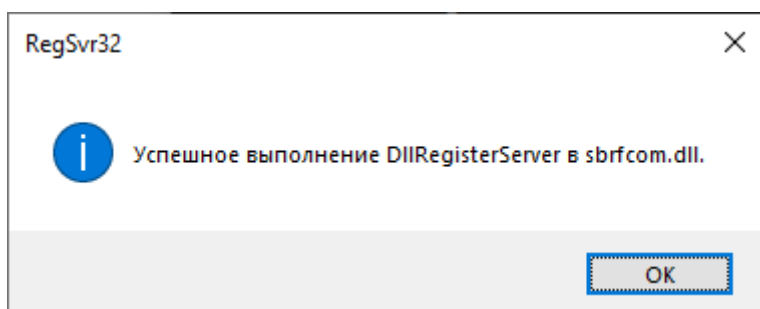 RegSvr32
Успешное выполнение DllRegisterServer в sbrfcom.dll.
OK